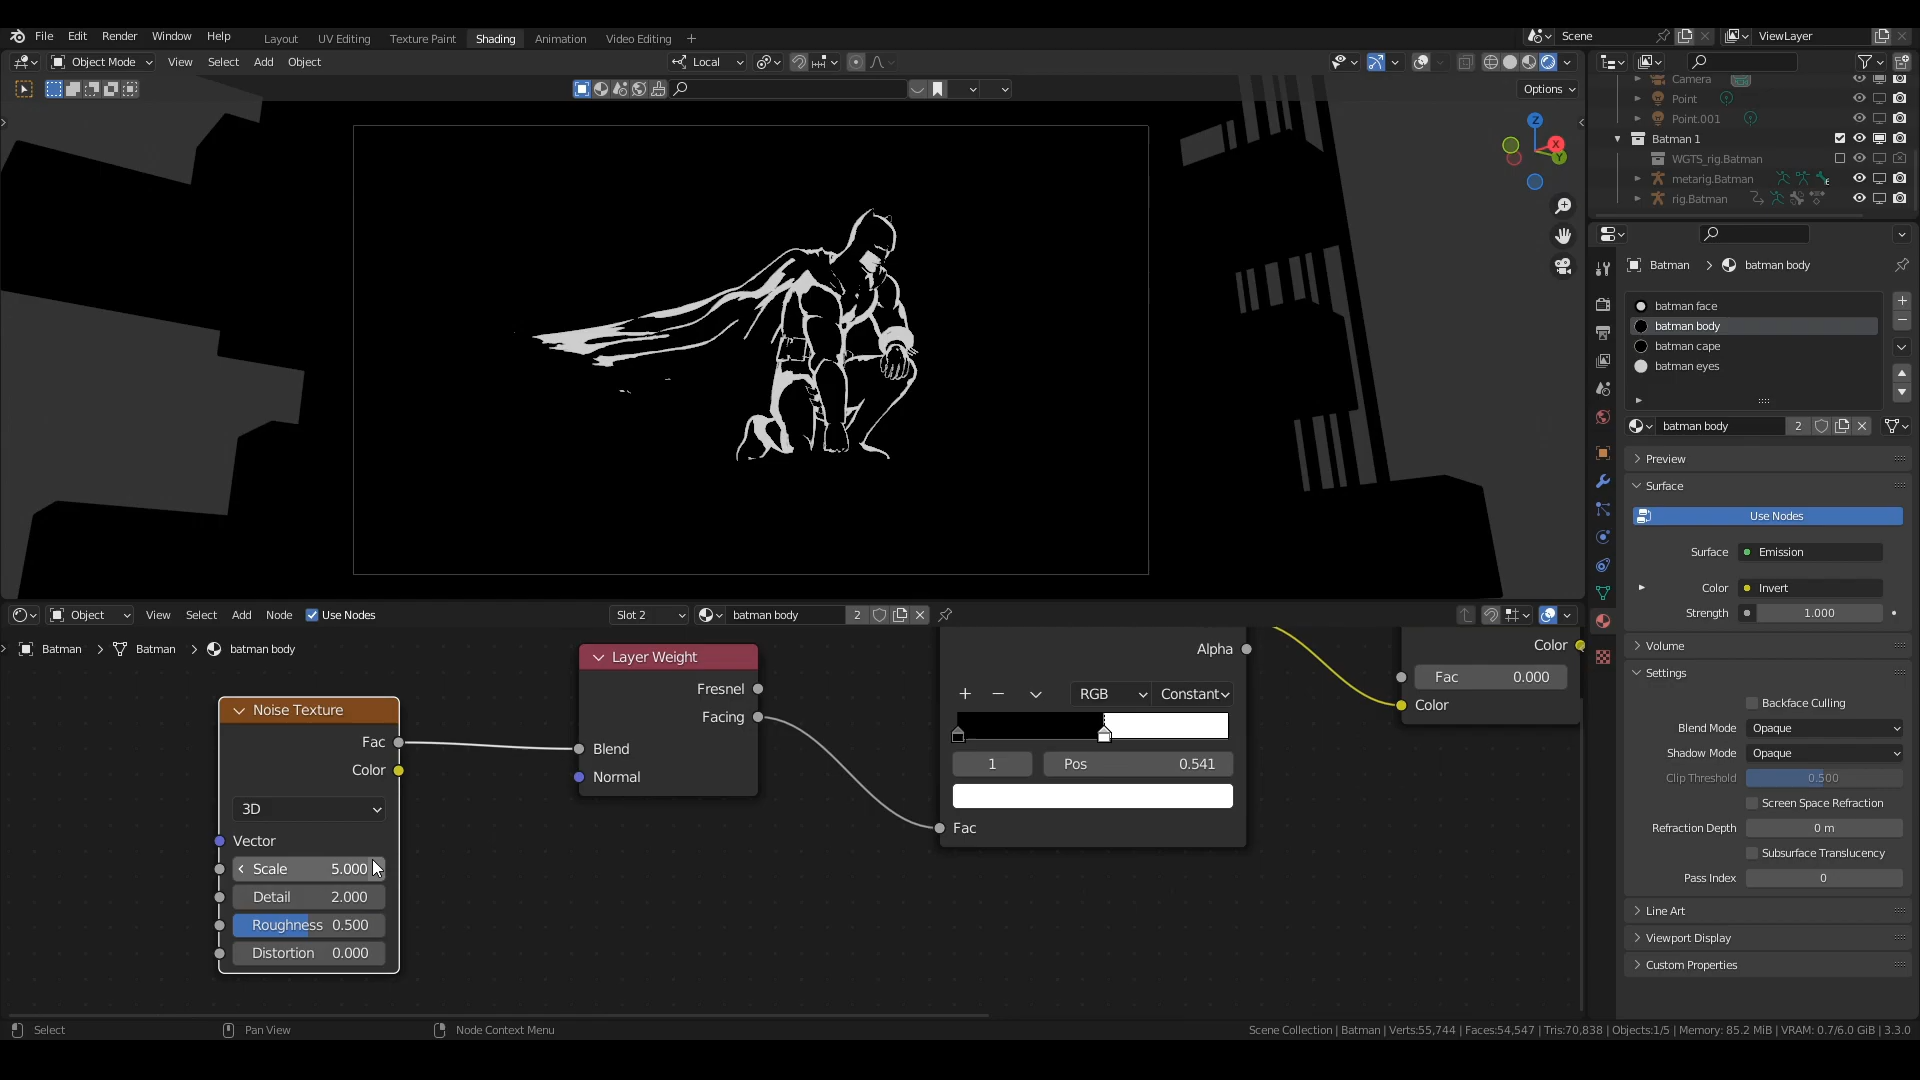 File Edit Render Window Help Layout UV Editing Texture Paint Shading Animation Video Editing + Scene ViewLayer
Object Mode View Select Add Object Local
Options
Camera
Point
Point.001
Batman 1
WGTS_rig.Batman
metarig.Batman
rig.Batman
Z
X
Y
Batman > batman body
batman face
batman body
batman cape
batman eyes
batman body 2
Preview
Surface
Use Nodes
Surface Emission
Color Invert
Strength 1.000
Volume
Settings
Backface Culling
Blend Mode Opaque
Shadow Mode Opaque
Clip Threshold 0.500
Screen Space Refraction
Refraction Depth 0 m
Subsurface Translucency
Pass Index 0
Line Art
Viewport Display
Custom Properties
Object View Select Add Node Use Nodes Slot 2 batman body 2
Batman > Batman > batman body
Noise Texture
Fac
Color
3D
Vector
Scale 5.000
Detail 2.000
Roughness 0.500
Distortion 0.000
Layer Weight
Fresnel
Facing
Blend
Normal
Alpha
+ − RGB Constant
1 Pos 0.541
Fac
Color
Fac 0.000
Color
Select Pan View Node Context Menu Scene Collection | Batman | Verts:55,744 | Faces:54,547 | Tris:70,838 | Objects:1/5 | Memory: 85.2 MiB | VRAM: 0.7/6.0 GiB | 3.3.0